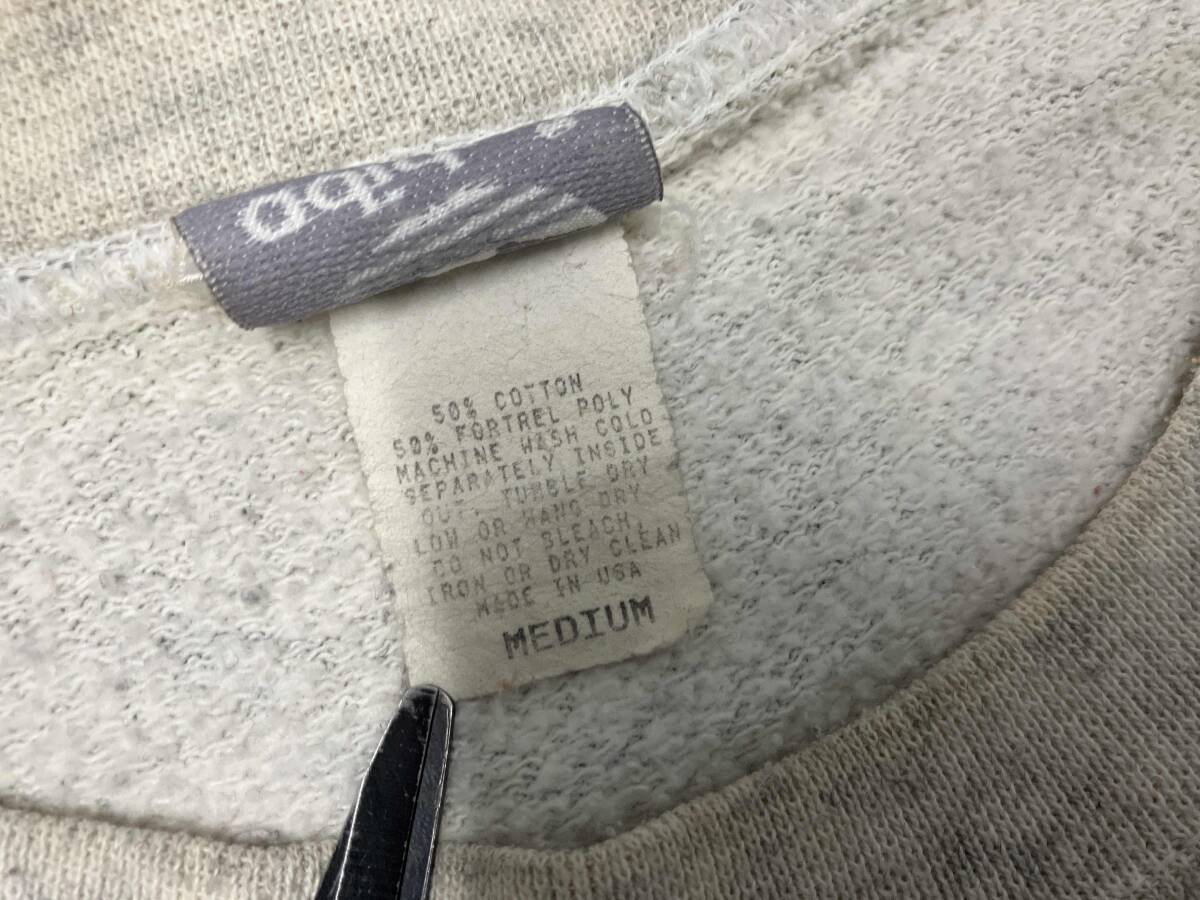 50% COTTON
50% FORTREL POLY
MACHINE WASH COLD
SEPARATELY INSIDE
OUT, TUMBLE DRY
LOW OR HANG DRY
DO NOT BLEACH,
IRON OR DRY CLEAN
MADE IN USA
MEDIUM